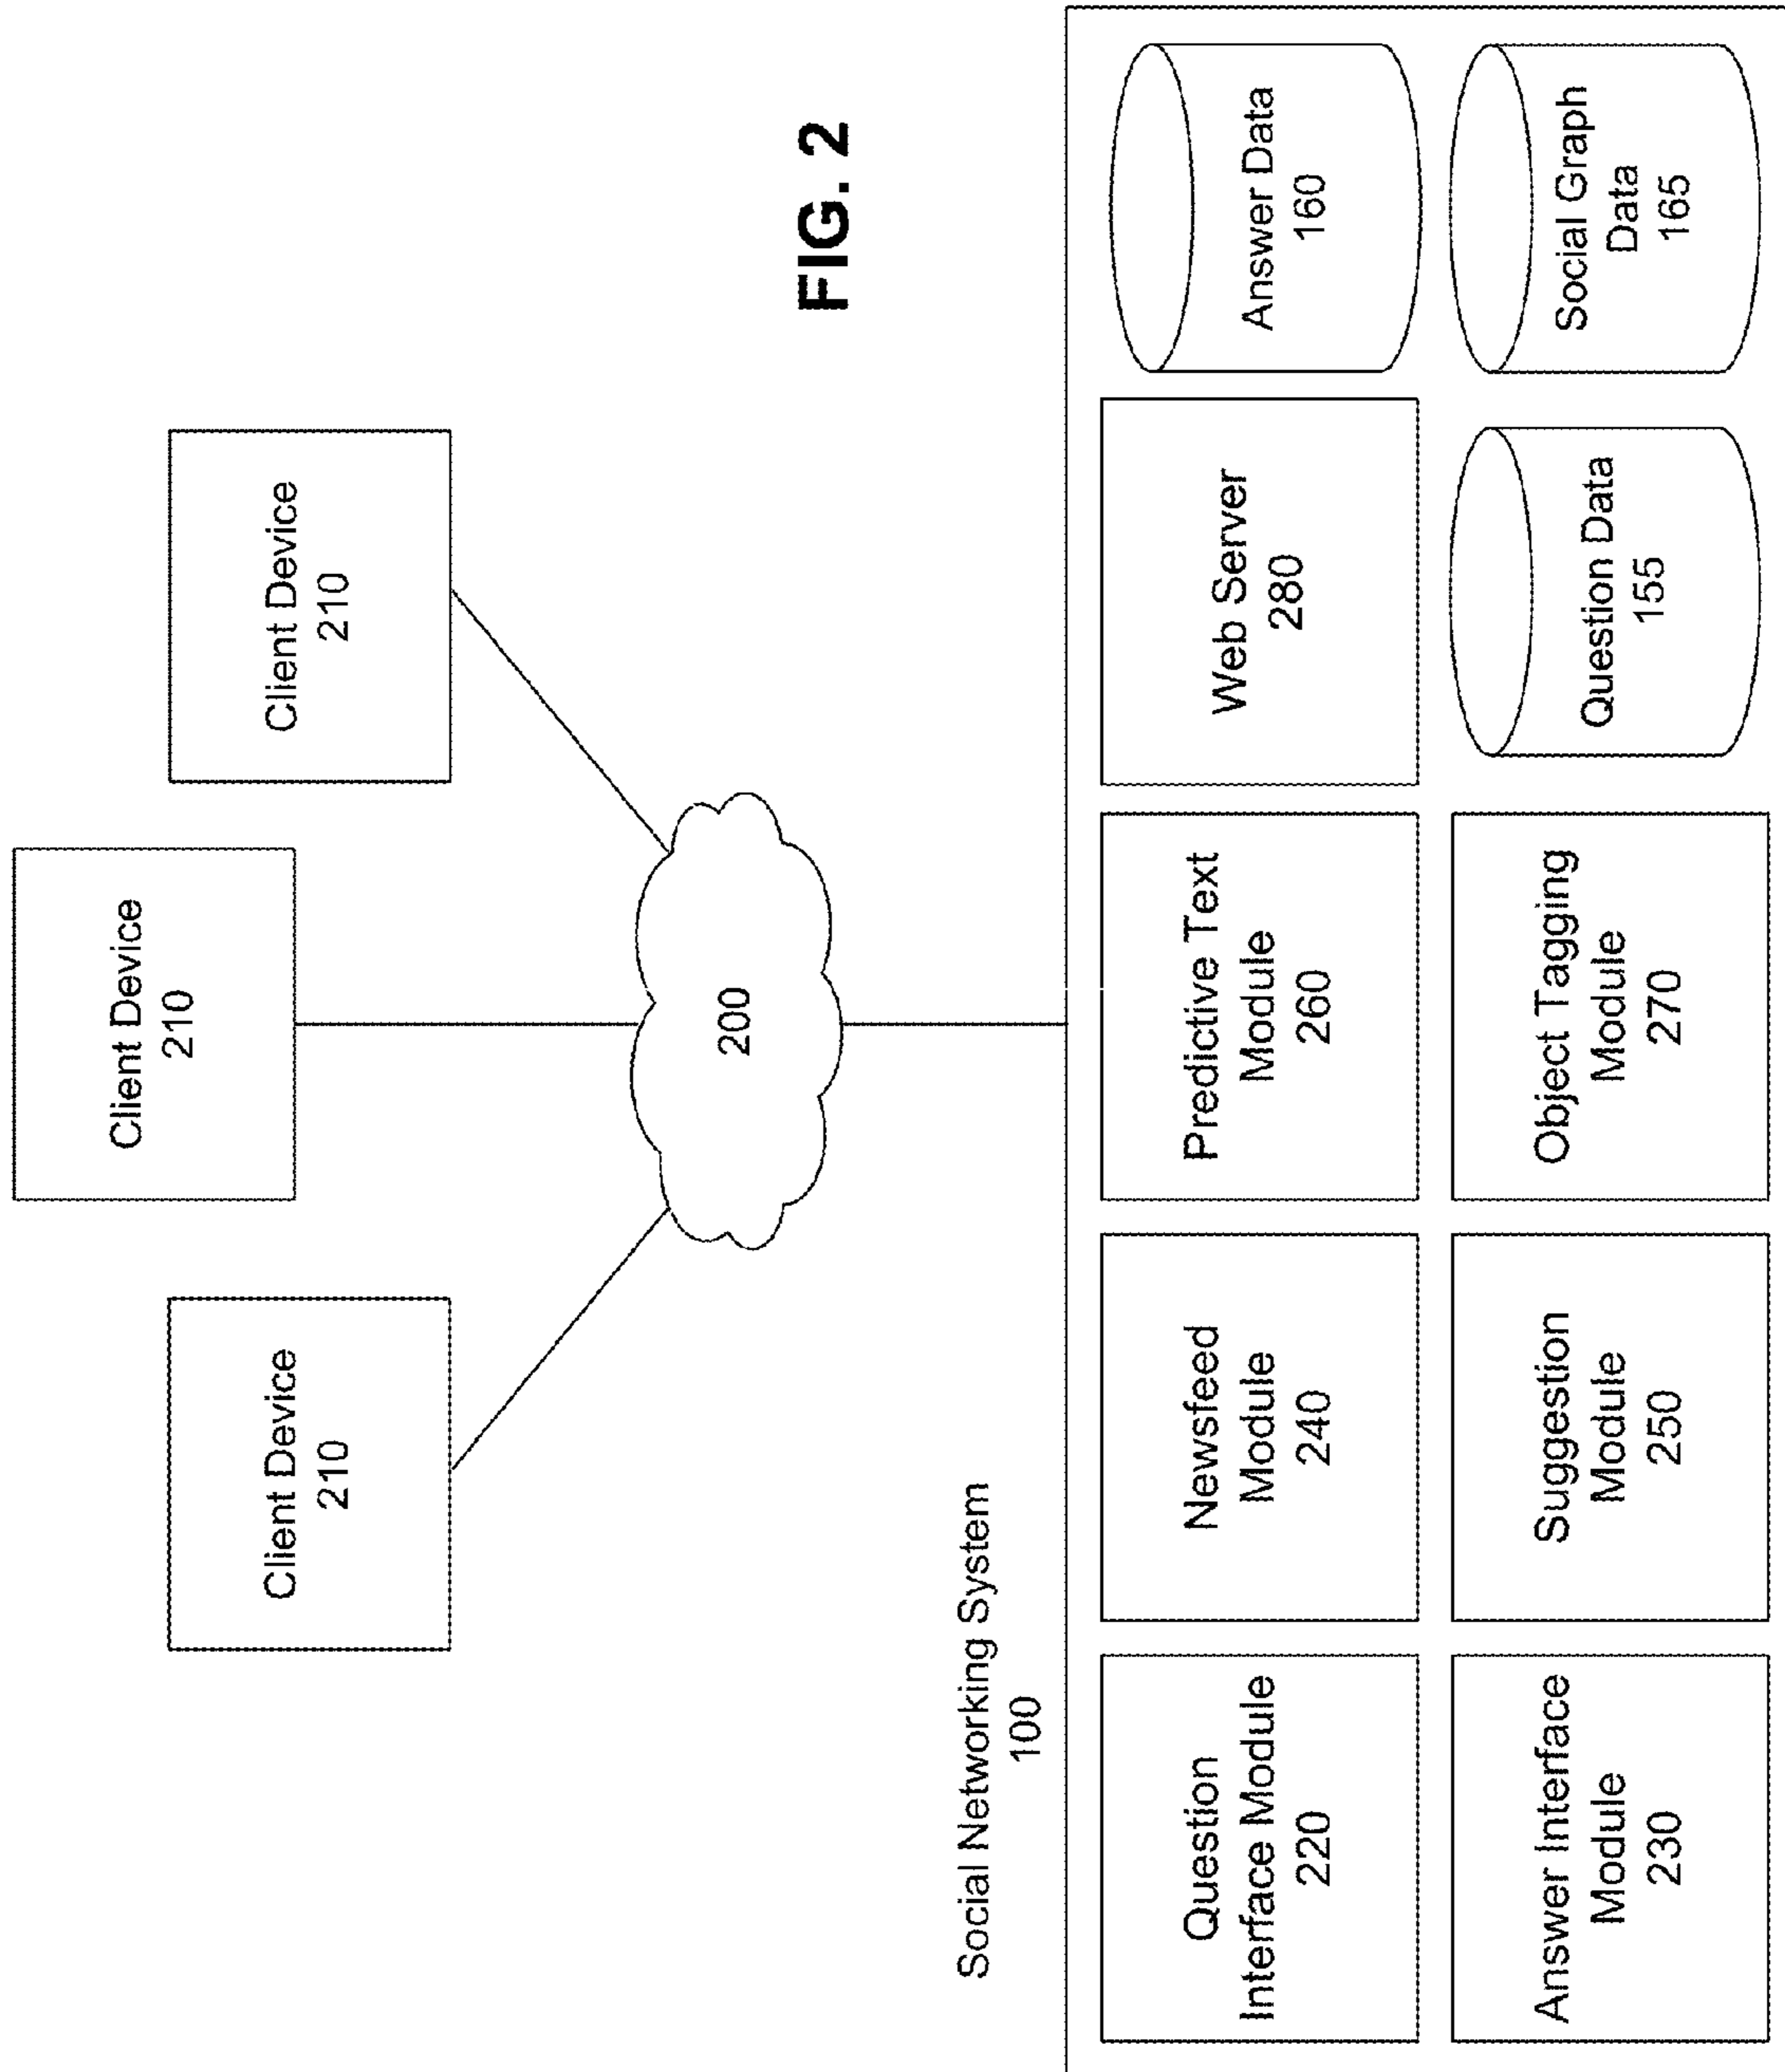 Client Device
210
Client Device
210
Client Device
210
200
FIG. 2
Social Networking System
100
Question
Interface Module
220
Newsfeed
Module
240
Predictive Text
Module
260
Web Server
280
Answer Data
160
Answer Interface
Module
230
Suggestion
Module
250
Object Tagging
Module
270
Question Data
155
Social Graph
Data
165